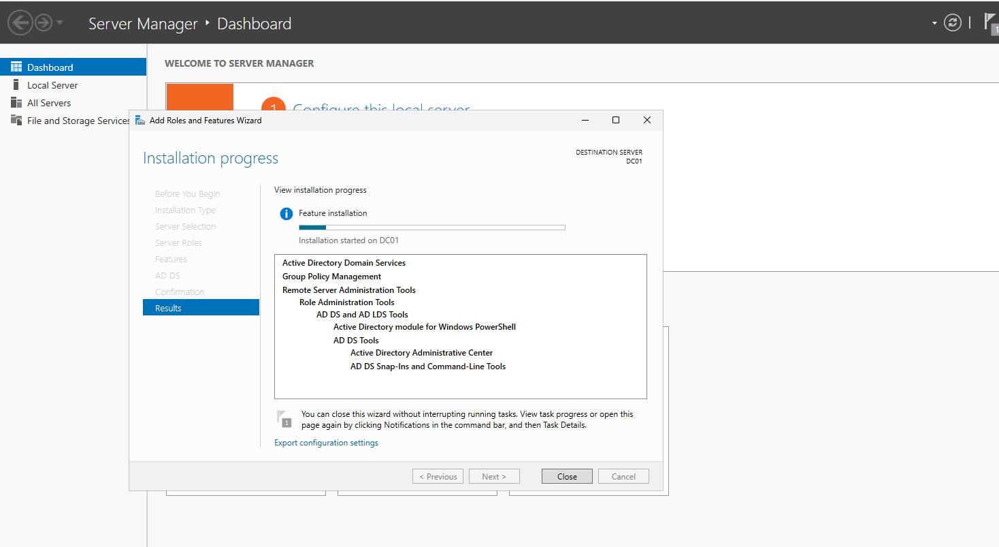 Server Manager ‣ Dashboard
1
Dashboard
Local Server
All Servers
File and Storage Services
WELCOME TO SERVER MANAGER
1 Configure this local server
Add Roles and Features Wizard
Installation progress
DESTINATION SERVER
DC01
Before You Begin
Installation Type
Server Selection
Server Roles
Features
AD DS
Confirmation
Results
View installation progress
Feature installation
Installation started on DC01
Active Directory Domain Services
Group Policy Management
Remote Server Administration Tools
Role Administration Tools
AD DS and AD LDS Tools
Active Directory module for Windows PowerShell
AD DS Tools
Active Directory Administrative Center
AD DS Snap-Ins and Command-Line Tools
1
You can close this wizard without interrupting running tasks. View task progress or open this
page again by clicking Notifications in the command bar, and then Task Details.
Export configuration settings
< Previous
Next >
Close
Cancel